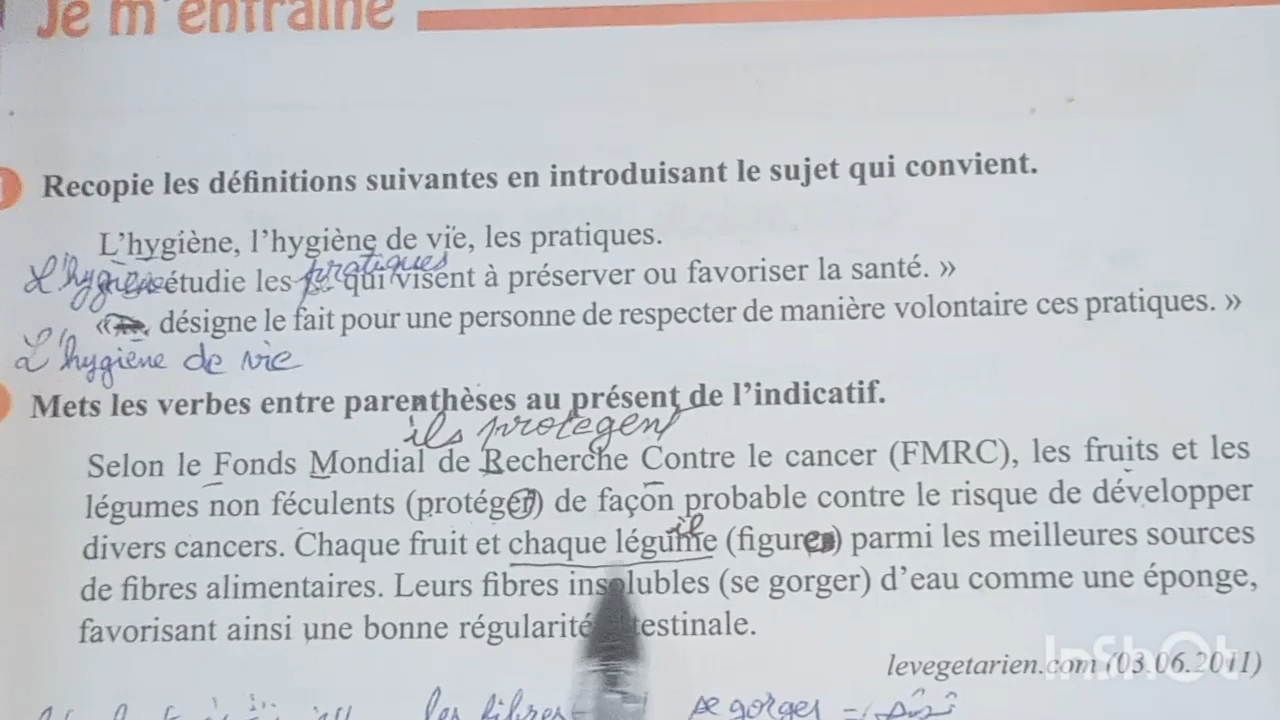 Je m'entraîne
Recopie les définitions suivantes en introduisant le sujet qui convient.
L'hygiène, l'hygiène de vie, les pratiques.
L'hygiène étudie les pratiques qui visent à préserver ou favoriser la santé. »
« désigne le fait pour une personne de respecter de manière volontaire ces pratiques. »
L'hygiène de vie
Mets les verbes entre parenthèses au présent de l'indicatif.
ils protègent
Selon le Fonds Mondial de Recherche Contre le cancer (FMRC), les fruits et les
légumes non féculents (protéger) de façon probable contre le risque de développer
il
divers cancers. Chaque fruit et chaque légume (figurer) parmi les meilleures sources
de fibres alimentaires. Leurs fibres insolubles (se gorger) d'eau comme une éponge,
favorisant ainsi une bonne régularité
levegetarien.com (03.06.2011)
les fibres se gorges
InShOt